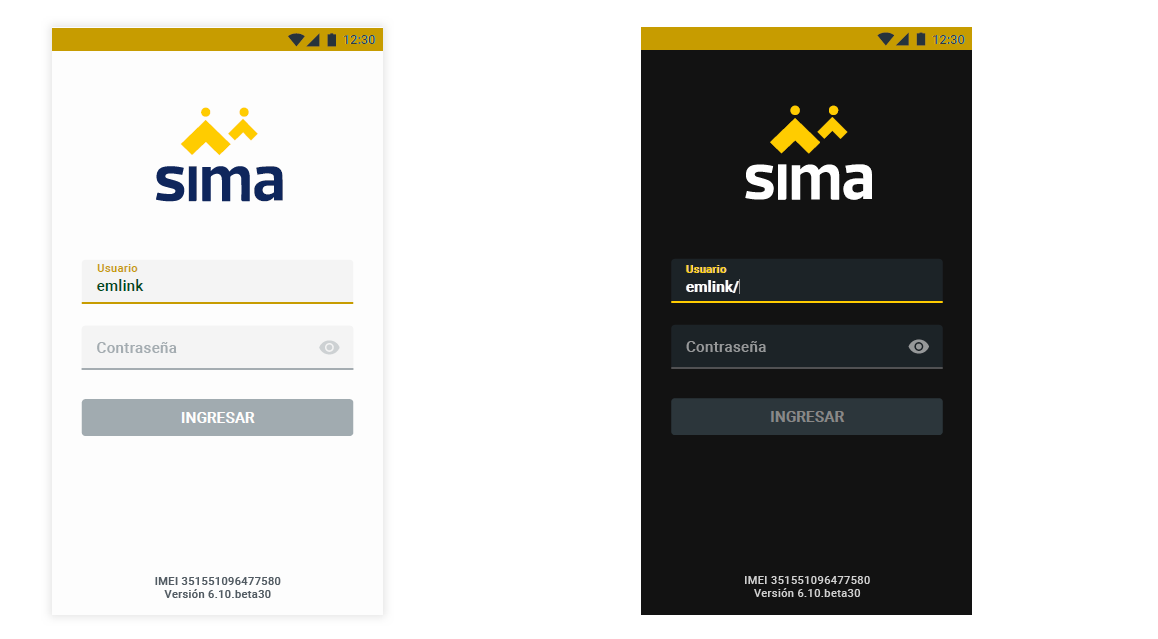 12:30
sima
Usuario
emlink
Contraseña
INGRESAR
IMEI 351551096477580
Versión 6.10.beta30
12:30
sima
Usuario
emlink/
Contraseña
INGRESAR
IMEI 351551096477580
Versión 6.10.beta30